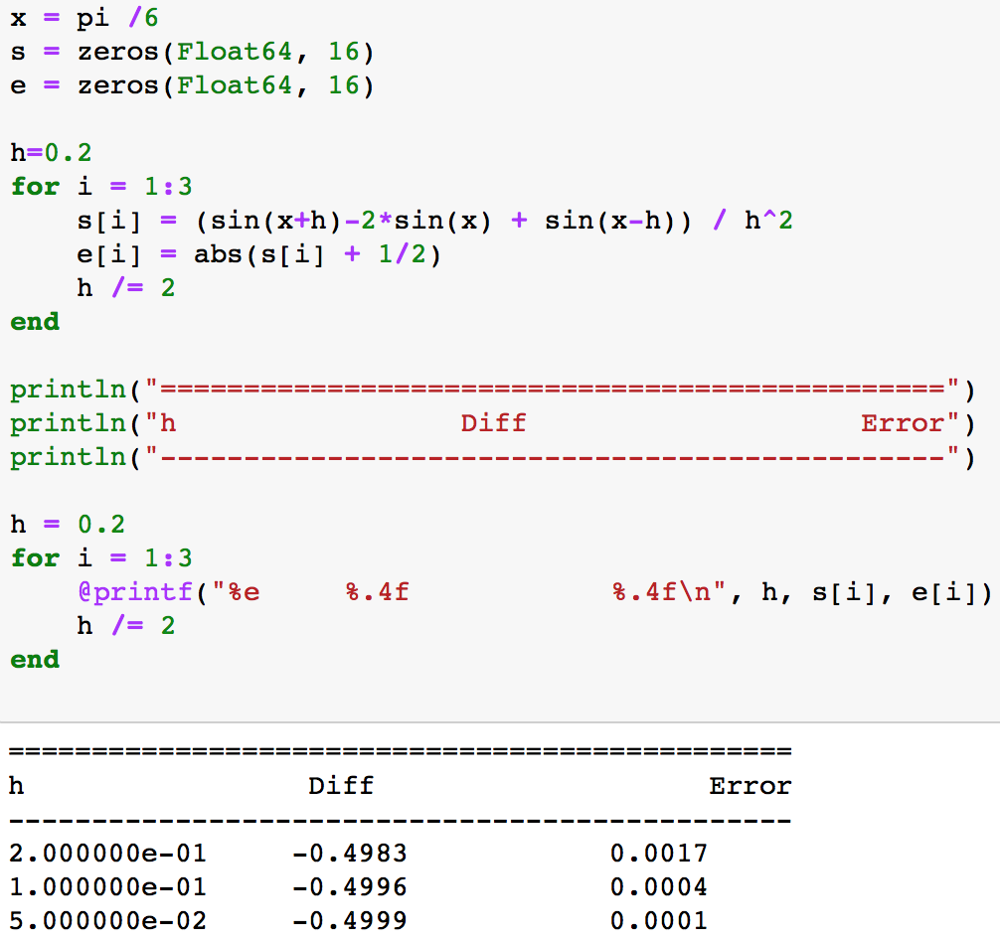 x = pi /6
s = zeros(Float64, 16)
e = zeros(Float64, 16)

h=0.2
for i = 1:3
    s[i] = (sin(x+h)-2*sin(x) + sin(x-h)) / h^2
    e[i] = abs(s[i] + 1/2)
    h /= 2
end

println("===============================================")
println("h                 Diff                    Error")
println("-----------------------------------------------")

h = 0.2
for i = 1:3
    @printf("%e     %.4f            %.4f\n", h, s[i], e[i])
    h /= 2
end

===============================================
h                 Diff                    Error
-----------------------------------------------
2.000000e-01     -0.4983            0.0017
1.000000e-01     -0.4996            0.0004
5.000000e-02     -0.4999            0.0001